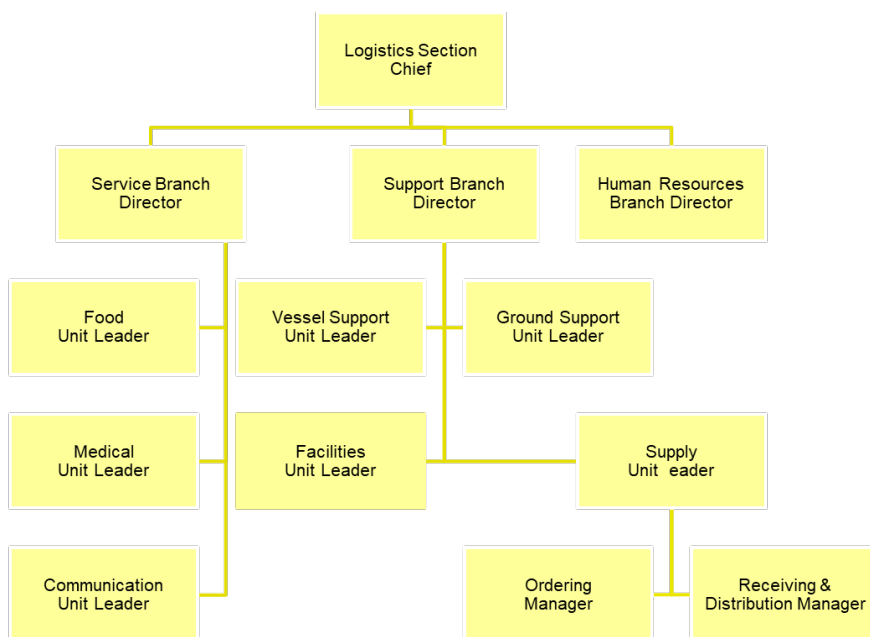 Logistics Section
Chief
Service Branch
Director
Support Branch
Director
Human Resources
Branch Director
Food
Unit Leader
Vessel Support
Unit Leader
Ground Support
Unit Leader
Medical
Unit Leader
Facilities
Unit Leader
Supply
Unit eader
Communication
Unit Leader
Ordering
Manager
Receiving &
Distribution Manager